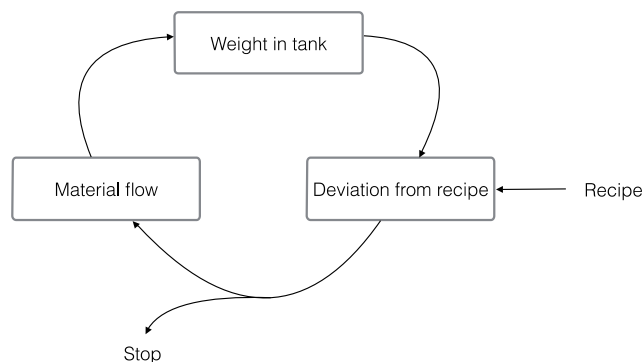 Weight in tank
Material flow
Deviation from recipe
Recipe
Stop